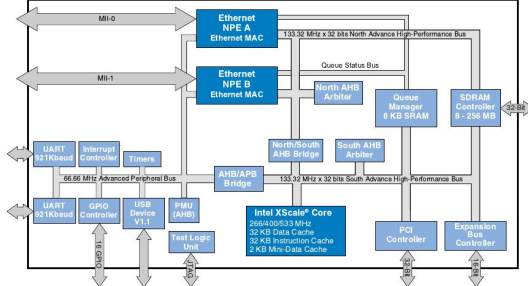 MII-0
Ethernet
NPE A
Ethernet MAC
133.32 MHz x 32 bits North Advance High-Performance Bus
MII-1
Ethernet
NPE B
Ethernet MAC
Queue Status Bus
North AHB
Arbiter
Queue
Manager
8 KB SRAM
SDRAM
Controller
8 - 256 MB
32-Bit
UART
921Kbaud
Interrupt
Controller
Timers
North/South
AHB Bridge
South AHB
Arbiter
66.66 MHz Advanced Peripheral Bus
AHB/APB
Bridge
133.32 MHz x 32 bits South Advance High-Performance Bus
UART
921Kbaud
GPIO
Controller
USB
Device
V1.1
PMU
(AHB)
Test Logic
Unit
Intel XScale® Core
266/400/533 MHz
32 KB Data Cache
32 KB Instruction Cache
2 KB Mini-Data Cache
PCI
Controller
Expansion
Bus
Controller
16 GPIO
JTAG
32-Bit
16-Bit